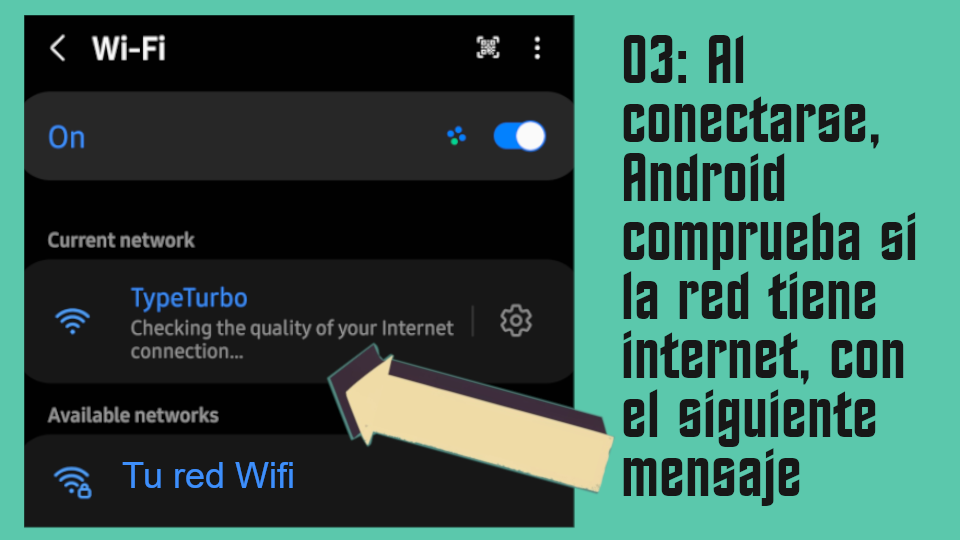 Wi-Fi
On
Current network
TypeTurbo
Checking the quality of your Internet
connection...
Available networks
Tu red Wifi
03: Al
conectarse,
Android
comprueba si
la red tiene
internet, con
el siguiente
mensaje